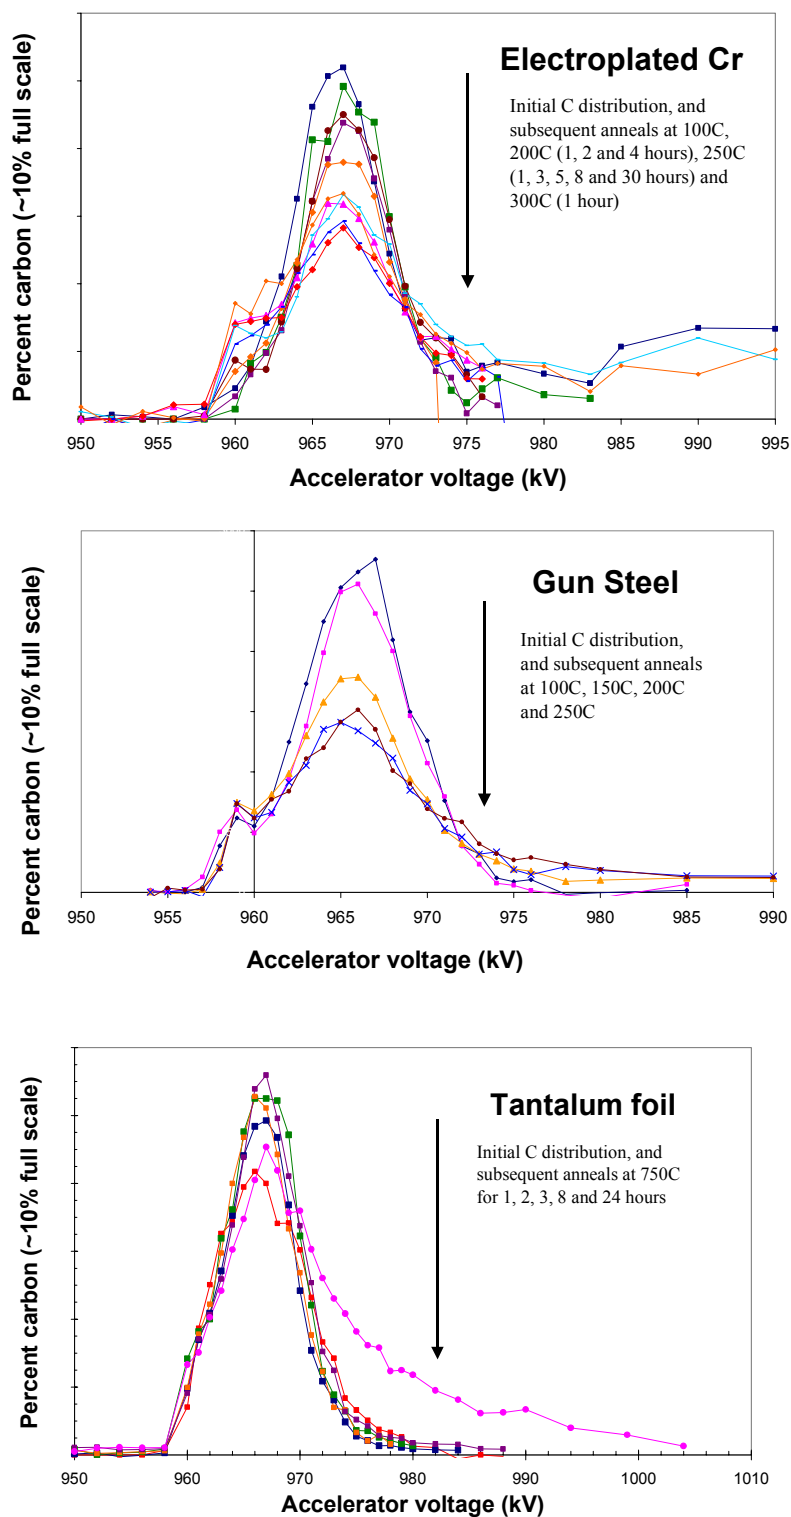 Electroplated Cr
Initial C distribution, and
subsequent anneals at 100C,
200C (1, 2 and 4 hours), 250C
(1, 3, 5, 8 and 30 hours) and
300C (1 hour)
Percent carbon (~10% full scale)
950 955 960 965 970 975 980 985 990 995
Accelerator voltage (kV)
Gun Steel
Initial C distribution,
and subsequent anneals
at 100C, 150C, 200C
and 250C
Percent carbon (~10% full scale)
950 955 960 965 970 975 980 985 990
Accelerator voltage (kV)
Tantalum foil
Initial C distribution, and
subsequent anneals at 750C
for 1, 2, 3, 8 and 24 hours
Percent carbon (~10% full scale)
950 960 970 980 990 1000 1010
Accelerator voltage (kV)